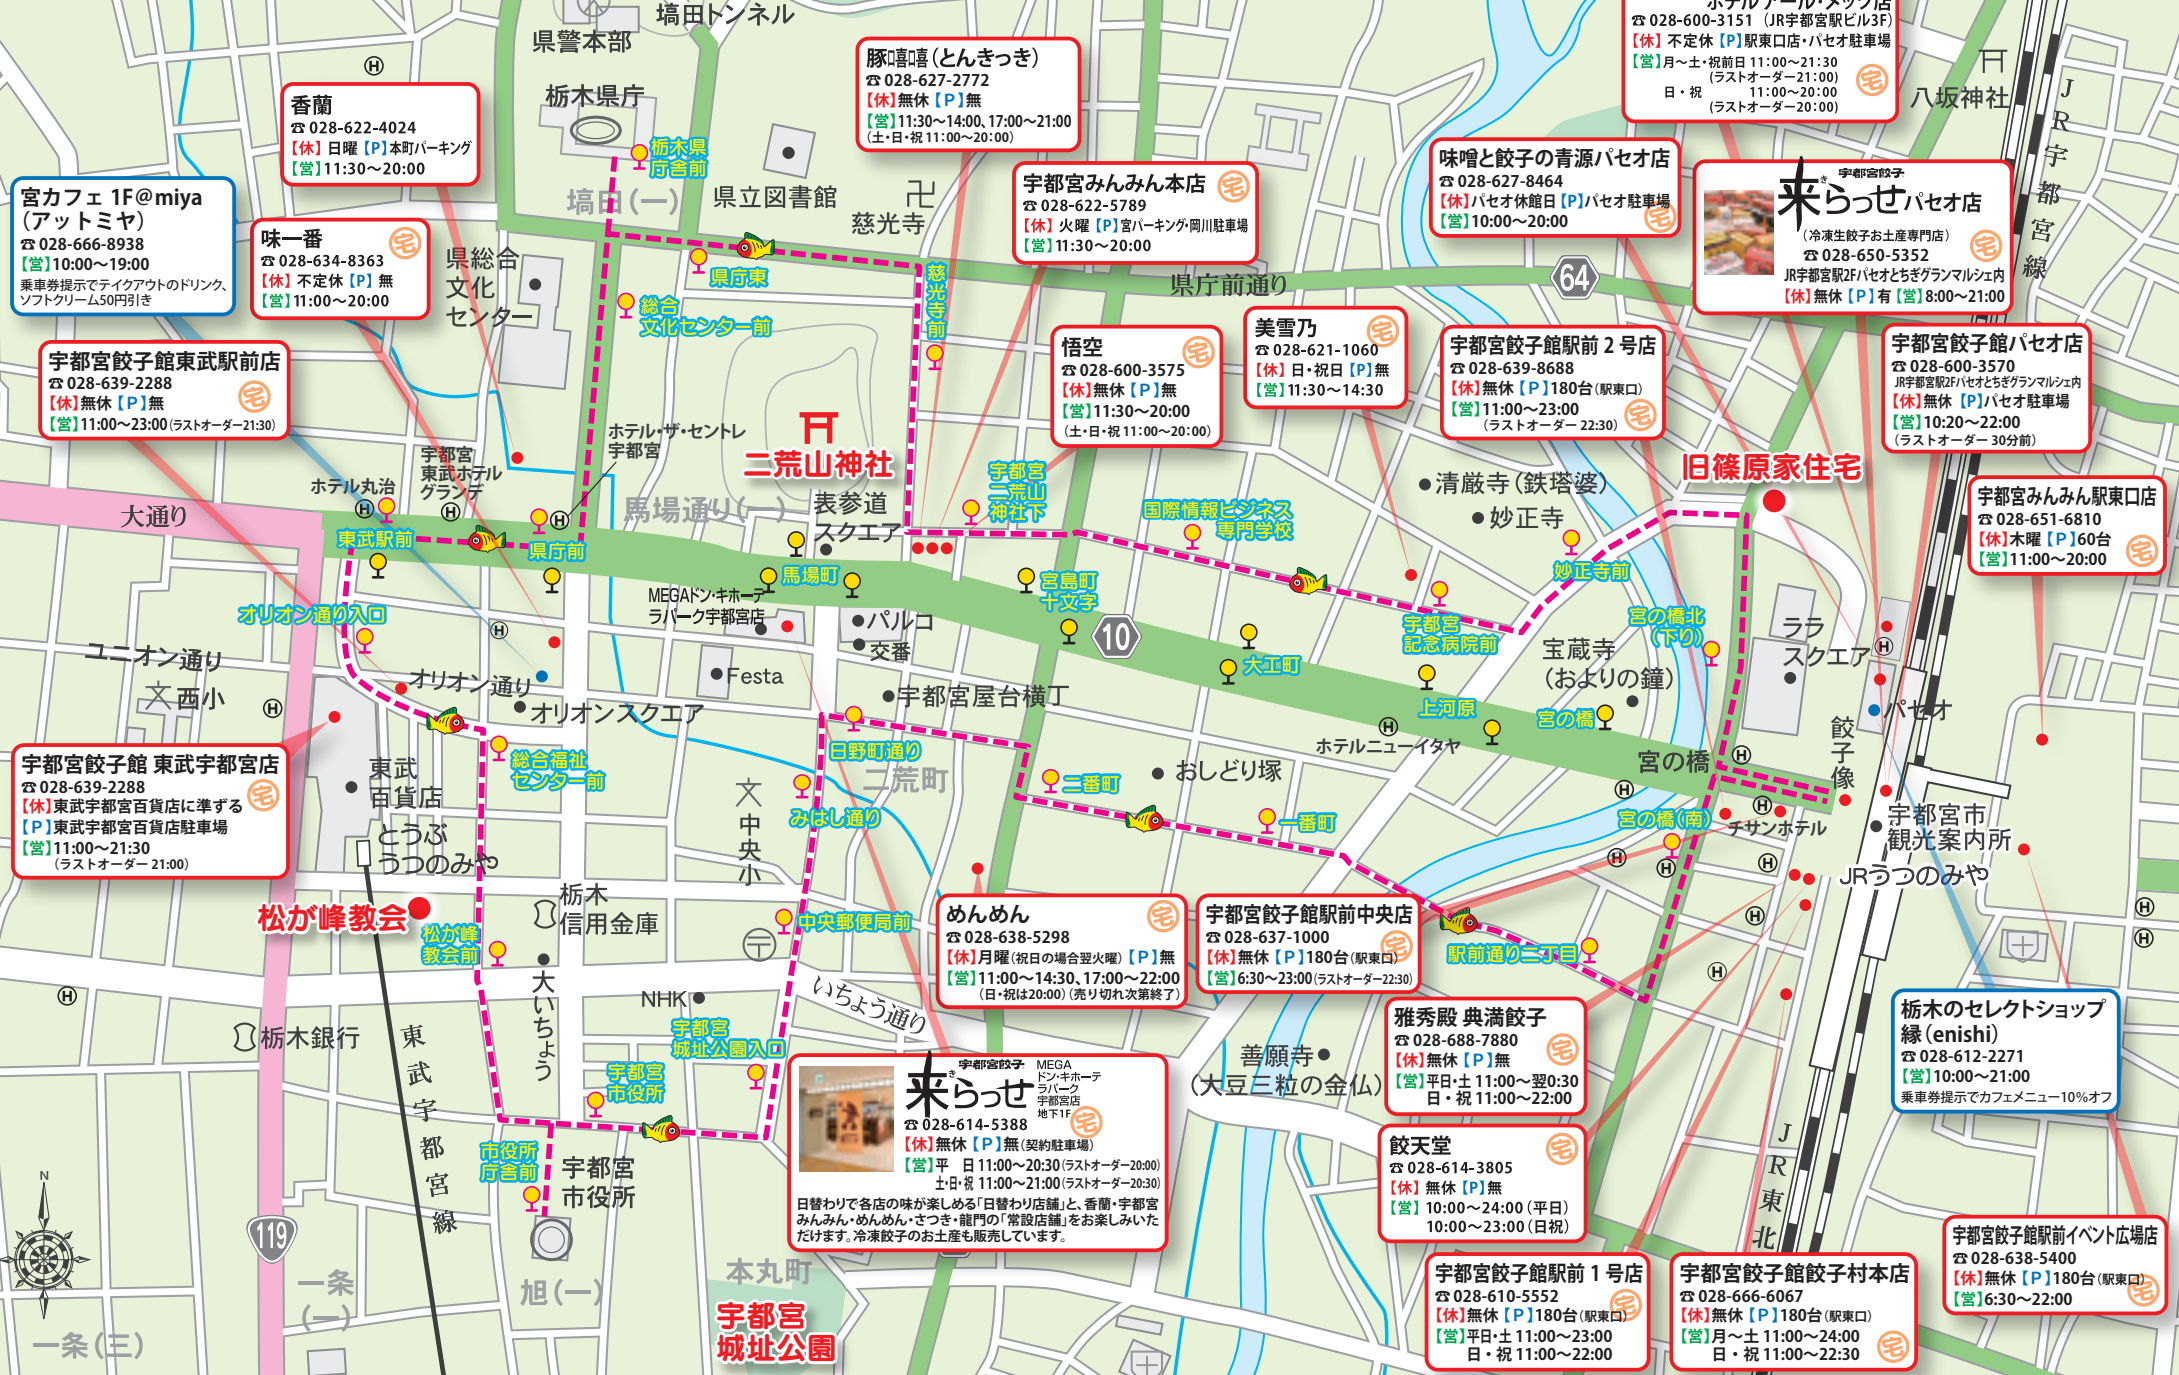 塙田トンネル
県警本部
栃木県庁
香蘭
☎028-622-4024
【休】日曜【P】本町パーキング
【営】11:30〜20:00
豚嘻嘻(とんきっき)
☎028-627-2772
【休】無休【P】無
【営】11:30〜14:00、17:00〜21:00
(土・日・祝 11:00〜20:00)
ホテル アール・メッツ店
☎028-600-3151(JR宇都宮駅ビル3F)
【休】不定休【P】駅東口店・パセオ駐車場
【営】月〜土・祝前日 11:00〜21:30
(ラストオーダー21:00)
日・祝 11:00〜20:00
(ラストオーダー20:00)
宅
八坂神社
JR宇都宮線
栃木県
庁舎前
塙田(一)
県立図書館
慈光寺
宇都宮みんみん本店
宅
☎028-622-5789
【休】火曜【P】宮パーキング・岡川駐車場
【営】11:30〜20:00
味噌と餃子の青源パセオ店
☎028-627-8464
【休】パセオ休館日【P】パセオ駐車場
【営】10:00〜20:00
宅
宇都宮餃子
来らっせ パセオ店
き
(冷凍生餃子お土産専門店)
☎028-650-5352
JR宇都宮駅2Fパセオとちぎグランマルシェ内
【休】無休【P】有【営】8:00〜21:00
宅
宮カフェ 1F@miya
(アットミヤ)
☎028-666-8938
【営】10:00〜19:00
乗車券提示でテイクアウトのドリンク、
ソフトクリーム50円引き
味一番
宅
☎028-634-8363
【休】不定休【P】無
【営】11:00〜20:00
県総合
文化
センター
県庁東
総合
文化センター前
慈光寺前
県庁前通り
64
宇都宮餃子館東武駅前店
☎028-639-2288
【休】無休【P】無
【営】11:00〜23:00(ラストオーダー21:30)
宅
悟空
宅
☎028-600-3575
【休】無休【P】無
【営】11:30〜20:00
(土・日・祝 11:00〜20:00)
美雪乃
宅
☎028-621-1060
【休】日・祝日【P】無
【営】11:30〜14:30
宇都宮餃子館駅前2号店
☎028-639-8688
【休】無休【P】180台(駅東口)
【営】11:00〜23:00
(ラストオーダー 22:30)
宅
宇都宮餃子館パセオ店
☎028-600-3570
JR宇都宮駅2Fパセオとちぎグランマルシェ内
【休】無休【P】パセオ駐車場
【営】10:20〜22:00
(ラストオーダー 30分前)
ホテル・ザ・セントレ
宇都宮
二荒山神社
宇都宮
東武ホテル
グランデ
ホテル丸治
大通り
東武駅前
県庁前
馬場通り(一)
表参道
スクエア
宇都宮
二荒山
神社下
国際情報ビジネス
専門学校
清厳寺(鉄塔婆)
妙正寺
妙正寺前
旧篠原家住宅
宇都宮みんみん駅東口店
☎028-651-6810
【休】木曜【P】60台
【営】11:00〜20:00
宅
馬場町
MEGAドン・キホーテ
ラパーク宇都宮店
パルコ
交番
宮島町
十文字
10
大工町
宇都宮
記念病院前
宝蔵寺
(およりの鐘)
宮の橋北
(下り)
ララ
スクエア
オリオン通り入口
ユニオン通り
西小
オリオン通り
Festa
宇都宮屋台横丁
オリオンスクエア
上河原
宮の橋
ホテルニューイタヤ
宮の橋
餃子像
パセオ
宇都宮餃子館 東武宇都宮店
☎028-639-2288
【休】東武宇都宮百貨店に準ずる
【P】東武宇都宮百貨店駐車場
【営】11:00〜21:30
(ラストオーダー 21:00)
宅
東武
百貨店
総合福祉
センター前
日野町通り
二荒町
みはし通り
中央小
二番町
おしどり塚
一番町
宮の橋(南)
チサンホテル
宇都宮市
観光案内所
JRうつのみや
とうぶ
うつのみや
松が峰教会
松が峰
教会前
栃木
信用金庫
中央郵便局前
大いちょう
NHK
いちょう通り
めんめん
宅
☎028-638-5298
【休】月曜(祝日の場合翌火曜)【P】無
【営】11:00〜14:30、17:00〜22:00
(日・祝は20:00)(売り切れ次第終了)
宇都宮餃子館駅前中央店
☎028-637-1000
【休】無休【P】180台(駅東口)
【営】6:30〜23:00(ラストオーダー22:30)
宅
駅前通り二丁目
栃木銀行
東武宇都宮線
宇都宮
城址公園入口
宇都宮
市役所
市役所
庁舎前
宇都宮
市役所
宇都宮餃子
来らっせ
き
MEGA
ドン・キホーテ
ラパーク
宇都宮店
地下1F
宅
☎028-614-5388
【休】無休【P】無(契約駐車場)
【営】平 日 11:00〜20:30(ラストオーダー20:00)
土・日・祝 11:00〜21:00(ラストオーダー20:30)
日替わりで各店の味が楽しめる「日替わり店舗」と、香蘭・宇都宮
みんみん・めんめん・さつき・龍門の「常設店舗」をお楽しみいた
だけます。冷凍餃子のお土産も販売しています。
善願寺
(大豆三粒の金仏)
雅秀殿 典満餃子
☎028-688-7880
【休】無休【P】無
【営】平日・土 11:00〜翌0:30
日・祝 11:00〜22:00
宅
栃木のセレクトショップ
縁(enishi)
☎028-612-2271
【営】10:00〜21:00
乗車券提示でカフェメニュー10%オフ
餃天堂
宅
☎028-614-3805
【休】無休【P】無
【営】10:00〜24:00(平日)
10:00〜23:00(日祝)
JR東北
N
119
一条
(一)
一条(三)
旭(一)
本丸町
宇都宮
城址公園
宇都宮餃子館駅前1号店
☎028-610-5552
【休】無休【P】180台(駅東口)
【営】平日・土 11:00〜23:00
日・祝 11:00〜22:00
宅
宇都宮餃子館餃子村本店
☎028-666-6067
【休】無休【P】180台(駅東口)
【営】月〜土 11:00〜24:00
日・祝 11:00〜22:30
宅
宇都宮餃子館駅前イベント広場店
☎028-638-5400
【休】無休【P】180台(駅東口)
【営】6:30〜22:00
宅